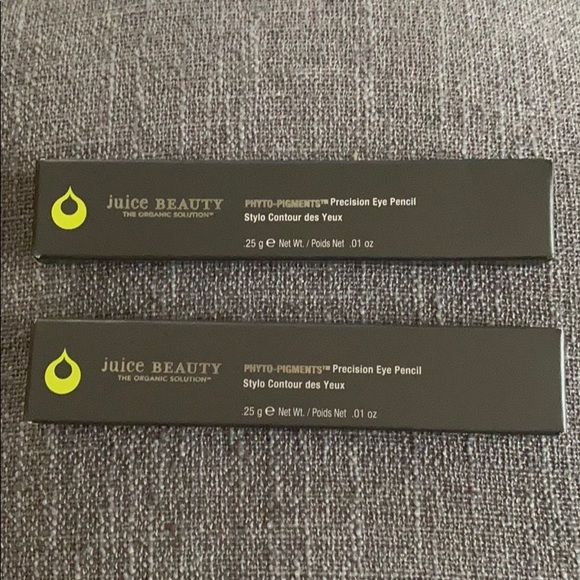 juice BEAUTY
THE ORGANIC SOLUTION™
PHYTO-PIGMENTS™ Precision Eye Pencil
Stylo Contour des Yeux
.25 g e Net Wt. / Poids Net .01 oz
juice BEAUTY
THE ORGANIC SOLUTION™
PHYTO-PIGMENTS™ Precision Eye Pencil
Stylo Contour des Yeux
.25 g e Net Wt. / Poids Net .01 oz